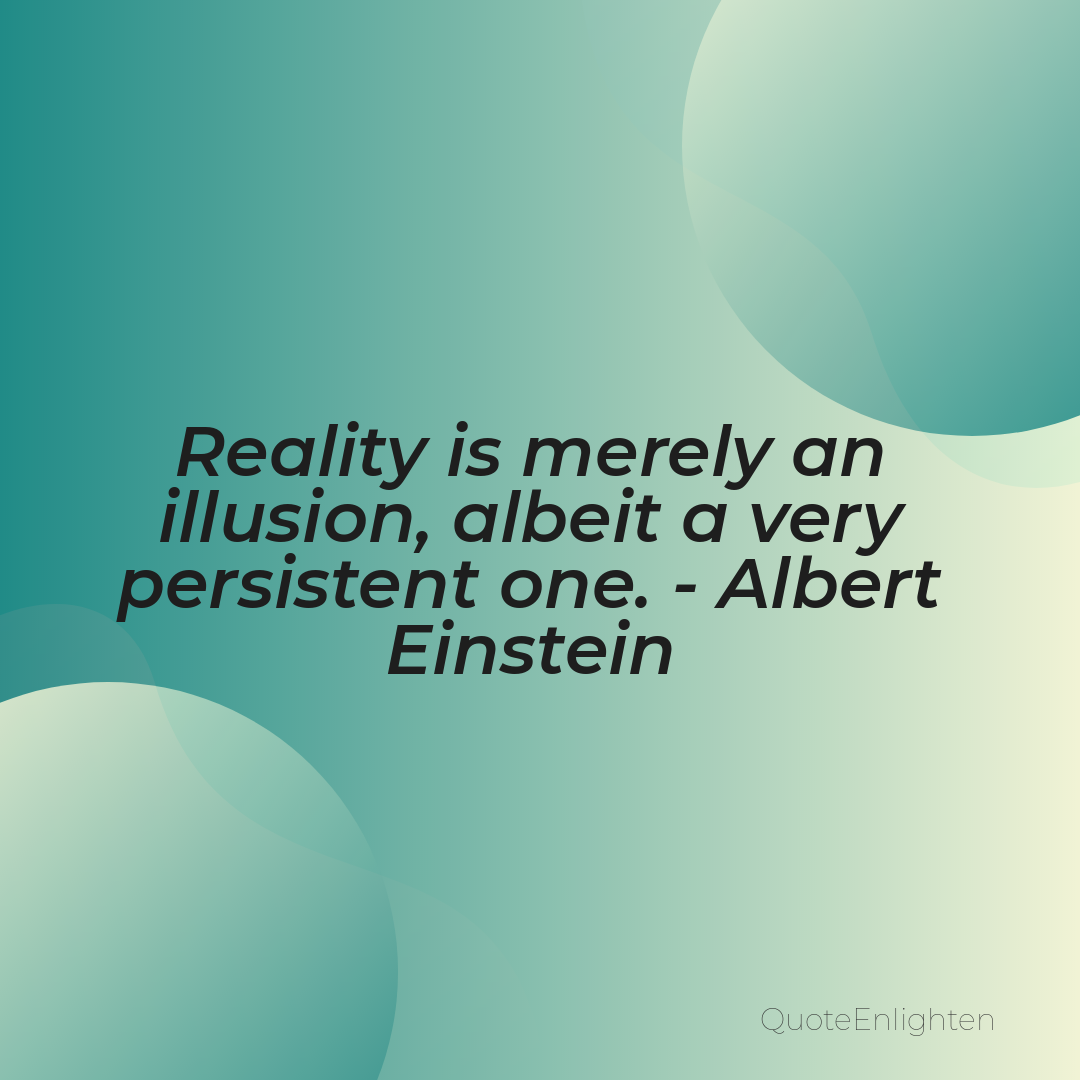 Reality is merely an
illusion, albeit a very
persistent one. - Albert
Einstein
QuoteEnlighten